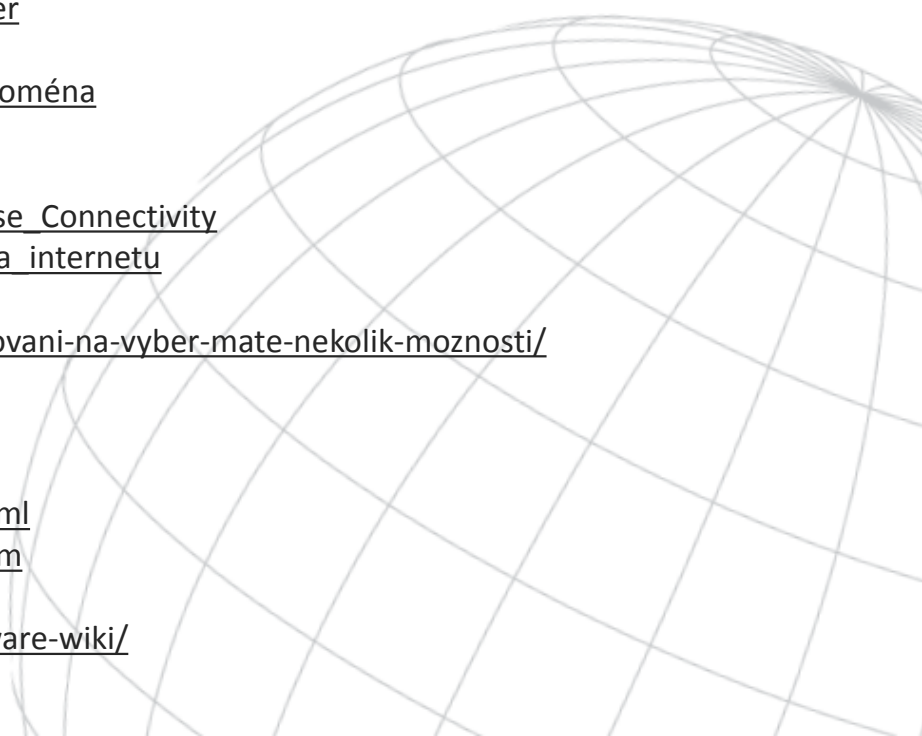 er
oména
se_Connectivity
a_internetu
ovani-na-vyber-mate-nekolik-moznosti/
ml
m
vare-wiki/